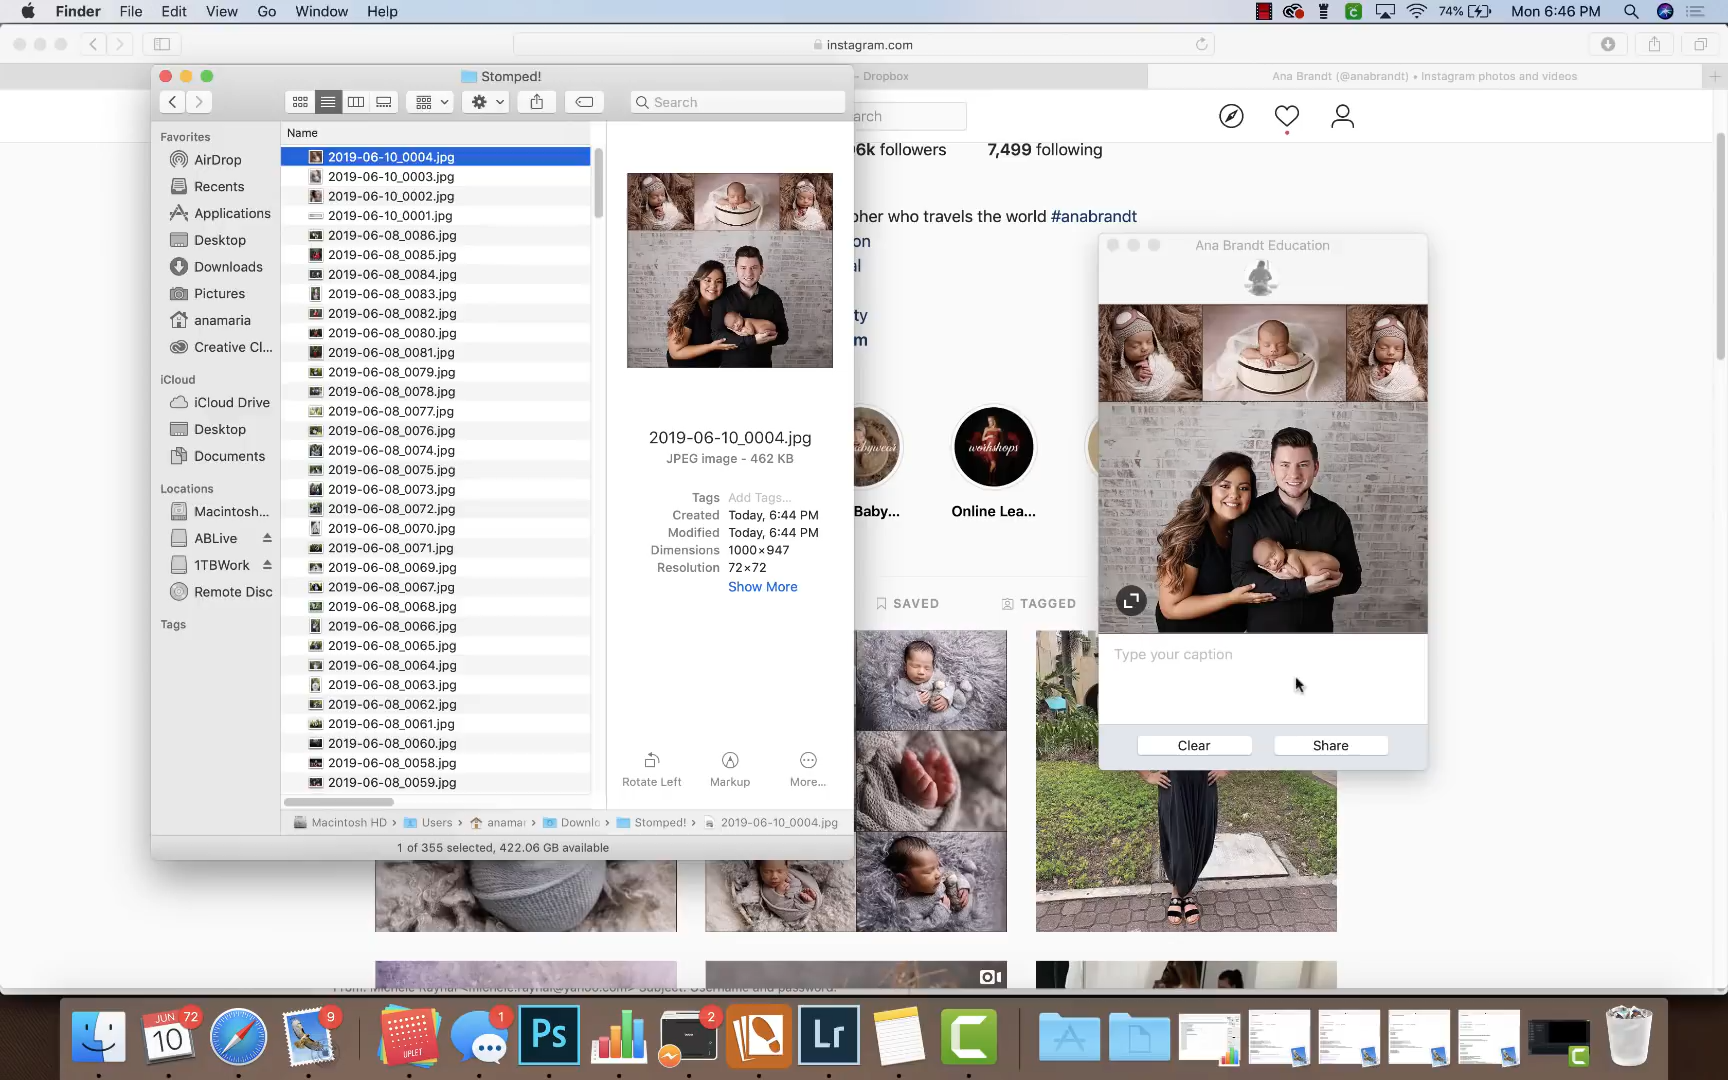 Finder File Edit View Go Window Help
74% Mon 6:46 PM
instagram.com
Stomped!
- Dropbox
Ana Brandt (@anabrandt) • Instagram photos and videos
Search
arch
Name
Favorites
AirDrop
Recents
Applications
Desktop
Downloads
Pictures
anamaria
Creative Cl...
iCloud
iCloud Drive
Desktop
Documents
Locations
Macintosh...
ABLive
1TBWork
Remote Disc
Tags
2019-06-10_0004.jpg
2019-06-10_0003.jpg
2019-06-10_0002.jpg
2019-06-10_0001.jpg
2019-06-08_0086.jpg
2019-06-08_0085.jpg
2019-06-08_0084.jpg
2019-06-08_0083.jpg
2019-06-08_0082.jpg
2019-06-08_0080.jpg
2019-06-08_0081.jpg
2019-06-08_0079.jpg
2019-06-08_0078.jpg
2019-06-08_0077.jpg
2019-06-08_0076.jpg
2019-06-08_0074.jpg
2019-06-08_0075.jpg
2019-06-08_0073.jpg
2019-06-08_0072.jpg
2019-06-08_0070.jpg
2019-06-08_0071.jpg
2019-06-08_0069.jpg
2019-06-08_0067.jpg
2019-06-08_0068.jpg
2019-06-08_0066.jpg
2019-06-08_0065.jpg
2019-06-08_0064.jpg
2019-06-08_0063.jpg
2019-06-08_0062.jpg
2019-06-08_0061.jpg
2019-06-08_0060.jpg
2019-06-08_0058.jpg
2019-06-08_0059.jpg
2019-06-10_0004.jpg
JPEG image - 462 KB
Tags Add Tags...
Created Today, 6:44 PM
Modified Today, 6:44 PM
Dimensions 1000×947
Resolution 72×72
Show More
Rotate Left Markup More...
Macintosh HD › Users › anamar › Downlo › Stomped! › 2019-06-10_0004.jpg
1 of 355 selected, 422.06 GB available
6k followers 7,499 following
pher who travels the world #anabrandt
on
al
ty
m
workshops
Baby... Online Lea...
SAVED TAGGED
Ana Brandt Education
Type your caption
Clear Share
JUN 72
10
9
UPLET
1
Ps
2
Lr
C